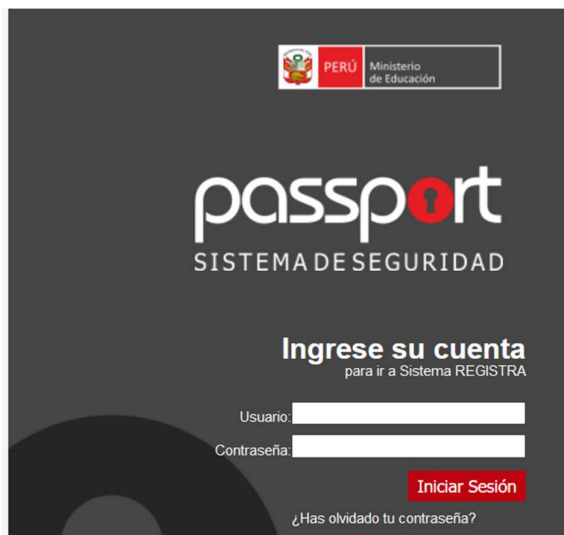 PERÚ
Ministerio
de Educación
passport
SISTEMA DE SEGURIDAD
Ingrese su cuenta
para ir a Sistema REGISTRA
Usuario:
Contraseña:
Iniciar Sesión
¿Has olvidado tu contraseña?